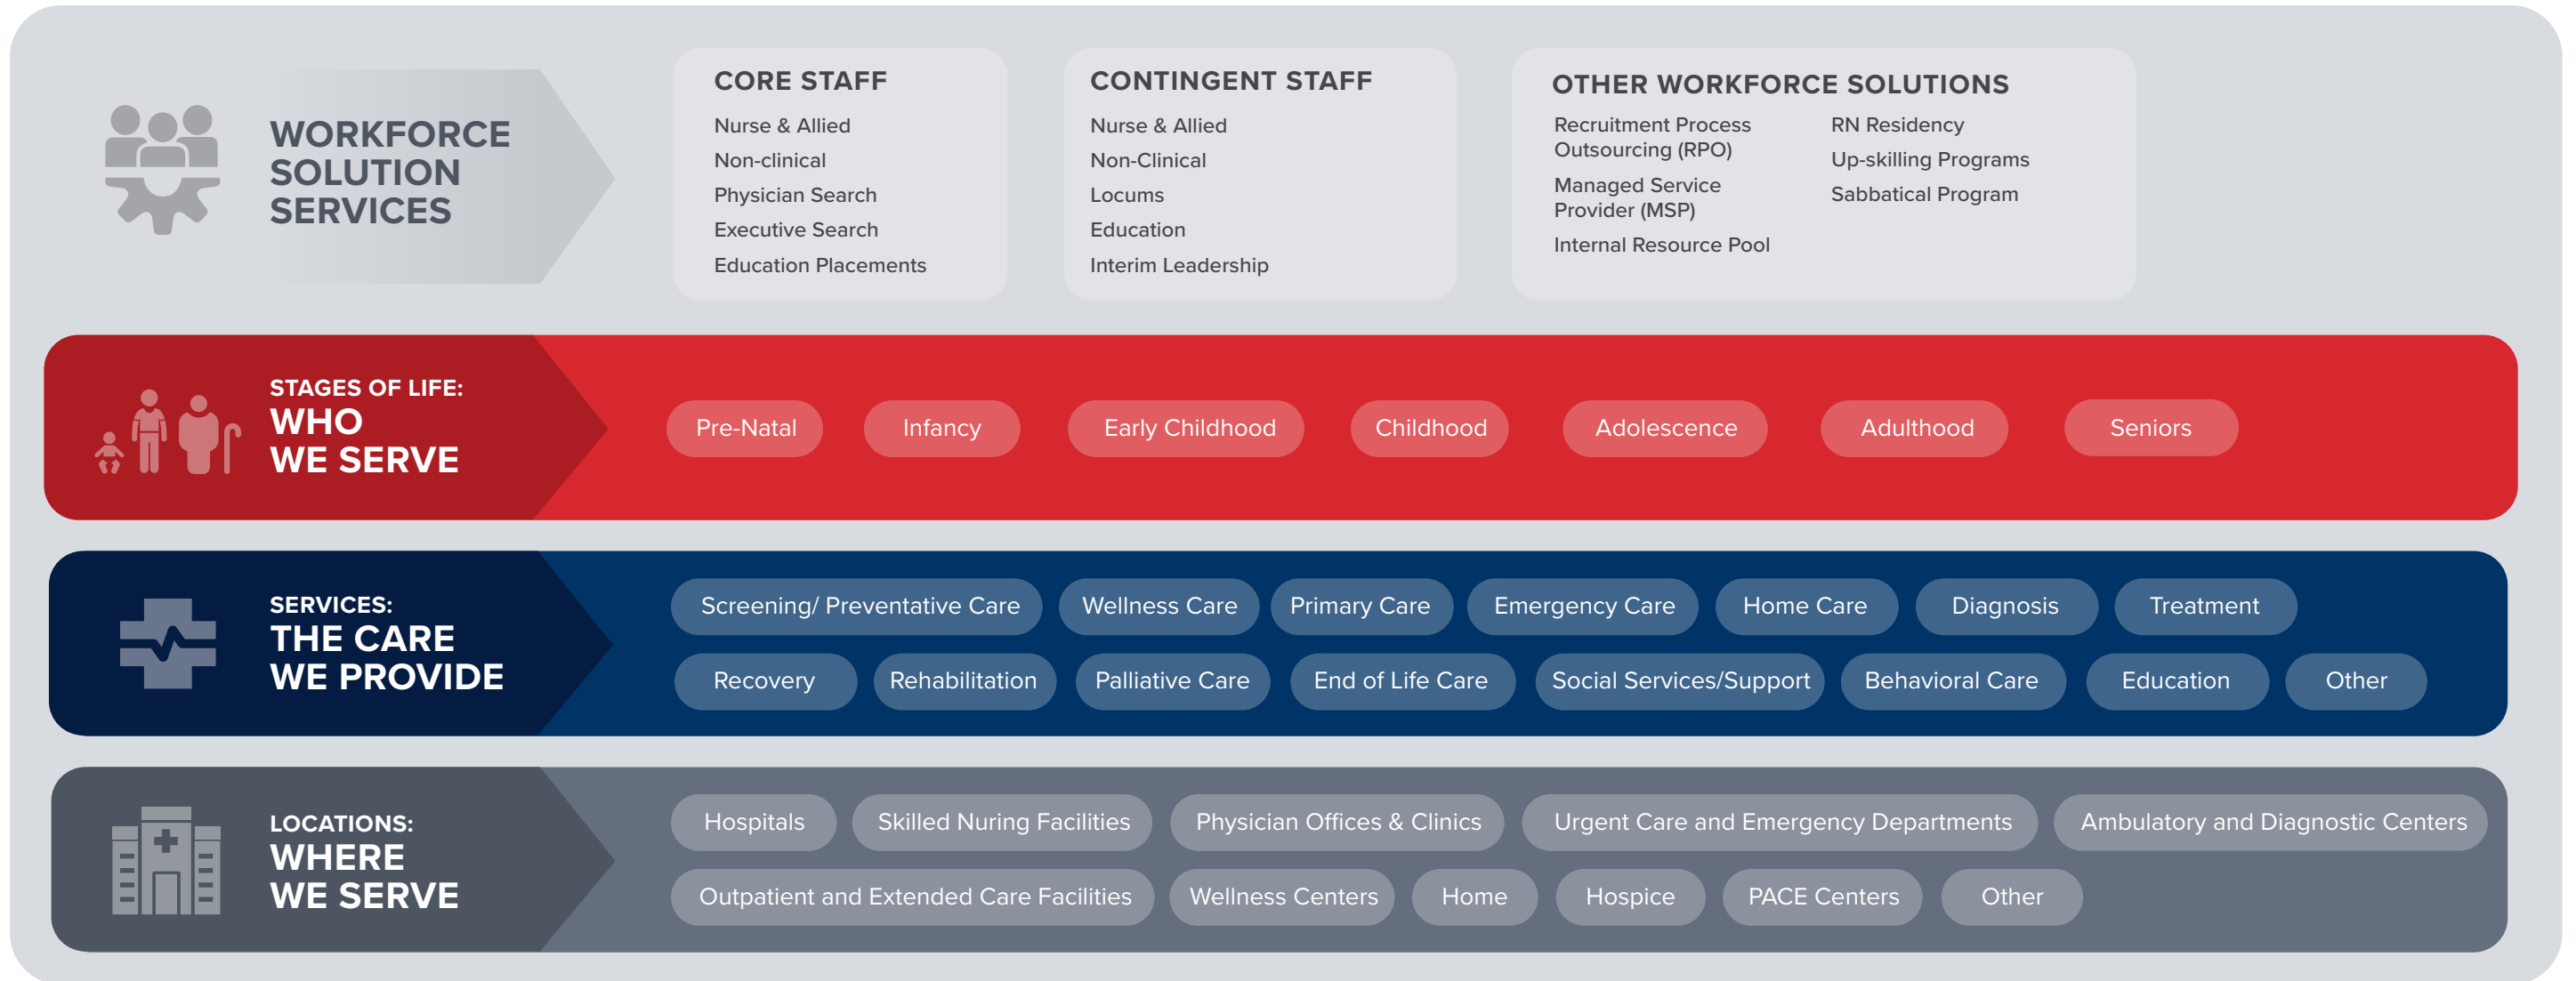 WORKFORCE
SOLUTION
SERVICES
CORE STAFF
Nurse & Allied
Non-clinical
Physician Search
Executive Search
Education Placements
CONTINGENT STAFF
Nurse & Allied
Non-Clinical
Locums
Education
Interim Leadership
OTHER WORKFORCE SOLUTIONS
Recruitment Process
Outsourcing (RPO)
Managed Service
Provider (MSP)
Internal Resource Pool
RN Residency
Up-skilling Programs
Sabbatical Program
STAGES OF LIFE:
WHO
WE SERVE
Pre-Natal
Infancy
Early Childhood
Childhood
Adolescence
Adulthood
Seniors
SERVICES:
THE CARE
WE PROVIDE
Screening/ Preventative Care
Wellness Care
Primary Care
Emergency Care
Home Care
Diagnosis
Treatment
Recovery
Rehabilitation
Palliative Care
End of Life Care
Social Services/Support
Behavioral Care
Education
Other
LOCATIONS:
WHERE
WE SERVE
Hospitals
Skilled Nuring Facilities
Physician Offices & Clinics
Urgent Care and Emergency Departments
Ambulatory and Diagnostic Centers
Outpatient and Extended Care Facilities
Wellness Centers
Home
Hospice
PACE Centers
Other